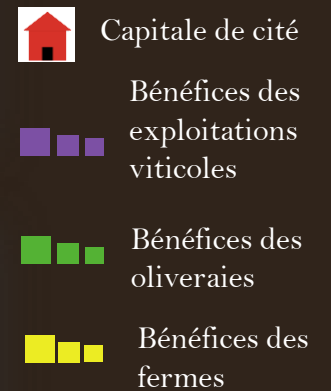 Capitale de cité
Bénéfices des
exploitations
viticoles
Bénéfices des
oliveraies
Bénéfices des
fermes